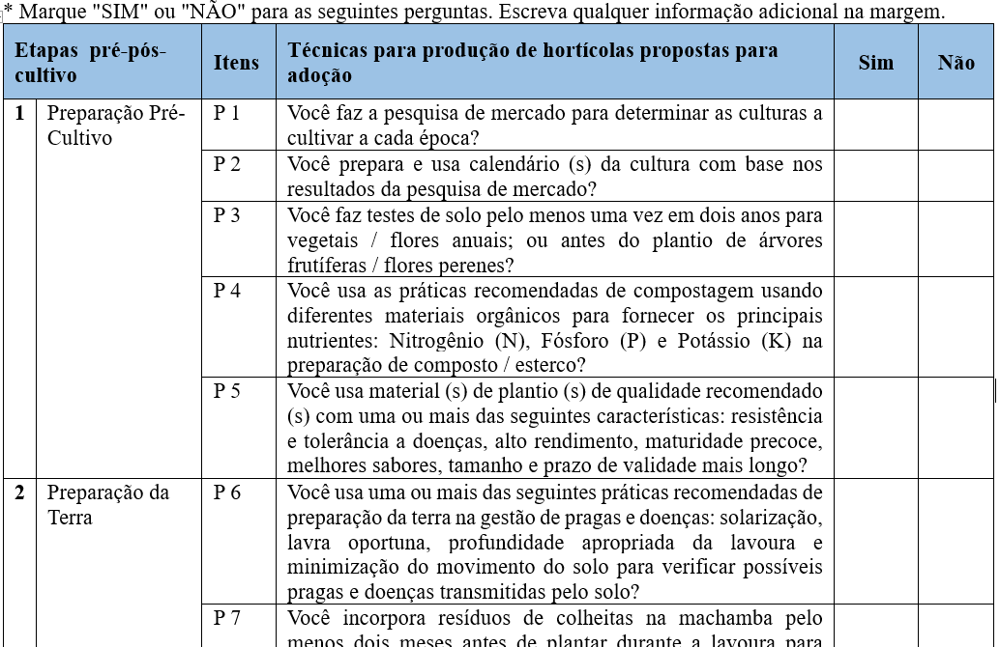 * Marque "SIM" ou "NÃO" para as seguintes perguntas. Escreva qualquer informação adicional na margem.
Etapas pré-pós-
cultivo
Itens
Técnicas para produção de hortícolas propostas para
adoção
Sim
Não
1
Preparação Pré-
Cultivo
P 1
Você faz a pesquisa de mercado para determinar as culturas a
cultivar a cada época?
P 2
Você prepara e usa calendário (s) da cultura com base nos
resultados da pesquisa de mercado?
P 3
Você faz testes de solo pelo menos uma vez em dois anos para
vegetais / flores anuais; ou antes do plantio de árvores
frutíferas / flores perenes?
P 4
Você usa as práticas recomendadas de compostagem usando
diferentes materiais orgânicos para fornecer os principais
nutrientes: Nitrogênio (N), Fósforo (P) e Potássio (K) na
preparação de composto / esterco?
P 5
Você usa material (s) de plantio (s) de qualidade recomendado
(s) com uma ou mais das seguintes características: resistência
e tolerância a doenças, alto rendimento, maturidade precoce,
melhores sabores, tamanho e prazo de validade mais longo?
2
Preparação da
Terra
P 6
Você usa uma ou mais das seguintes práticas recomendadas de
preparação da terra na gestão de pragas e doenças: solarização,
lavra oportuna, profundidade apropriada da lavoura e
minimização do movimento do solo para verificar possíveis
pragas e doenças transmitidas pelo solo?
P 7
Você incorpora resíduos de colheitas na machamba pelo
menos dois meses antes de plantar durante a lavoura para